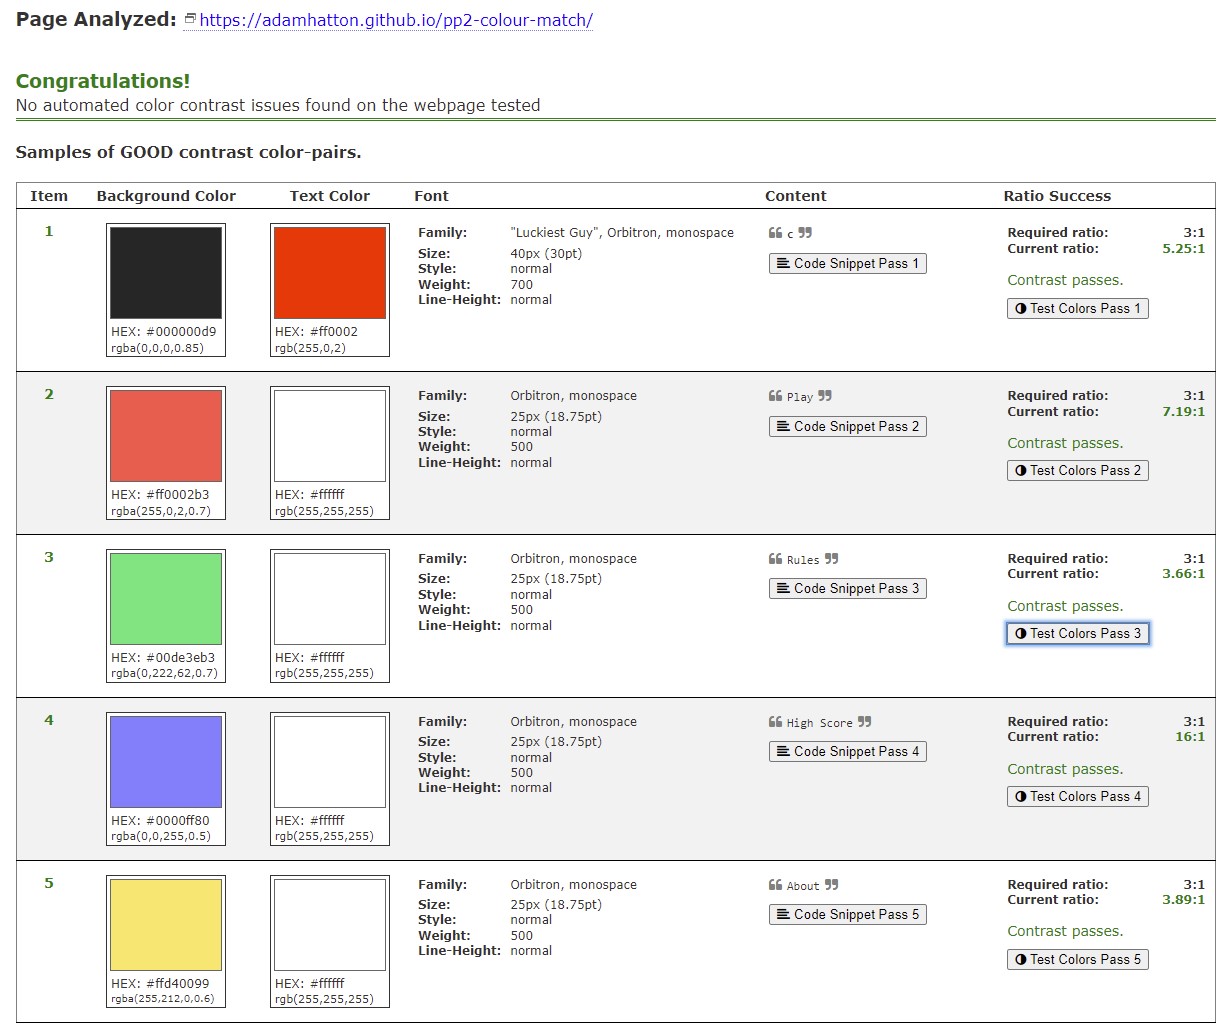 Page Analyzed: https://adamhatton.github.io/pp2-colour-match/
Congratulations!
No automated color contrast issues found on the webpage tested
Samples of GOOD contrast color-pairs.
Item Background Color Text Color Font Content Ratio Success
1
HEX: #000000d9
rgba(0,0,0,0.85)
HEX: #ff0002
rgb(255,0,2)
Family: "Luckiest Guy", Orbitron, monospace
Size: 40px (30pt)
Style: normal
Weight: 700
Line-Height: normal
❝ c ❞
Code Snippet Pass 1
Required ratio: 3:1
Current ratio: 5.25:1
Contrast passes.
Test Colors Pass 1
2
HEX: #ff0002b3
rgba(255,0,2,0.7)
HEX: #ffffff
rgb(255,255,255)
Family: Orbitron, monospace
Size: 25px (18.75pt)
Style: normal
Weight: 500
Line-Height: normal
❝ Play ❞
Code Snippet Pass 2
Required ratio: 3:1
Current ratio: 7.19:1
Contrast passes.
Test Colors Pass 2
3
HEX: #00de3eb3
rgba(0,222,62,0.7)
HEX: #ffffff
rgb(255,255,255)
Family: Orbitron, monospace
Size: 25px (18.75pt)
Style: normal
Weight: 500
Line-Height: normal
❝ Rules ❞
Code Snippet Pass 3
Required ratio: 3:1
Current ratio: 3.66:1
Contrast passes.
Test Colors Pass 3
4
HEX: #0000ff80
rgba(0,0,255,0.5)
HEX: #ffffff
rgb(255,255,255)
Family: Orbitron, monospace
Size: 25px (18.75pt)
Style: normal
Weight: 500
Line-Height: normal
❝ High Score ❞
Code Snippet Pass 4
Required ratio: 3:1
Current ratio: 16:1
Contrast passes.
Test Colors Pass 4
5
HEX: #ffd40099
rgba(255,212,0,0.6)
HEX: #ffffff
rgb(255,255,255)
Family: Orbitron, monospace
Size: 25px (18.75pt)
Style: normal
Weight: 500
Line-Height: normal
❝ About ❞
Code Snippet Pass 5
Required ratio: 3:1
Current ratio: 3.89:1
Contrast passes.
Test Colors Pass 5